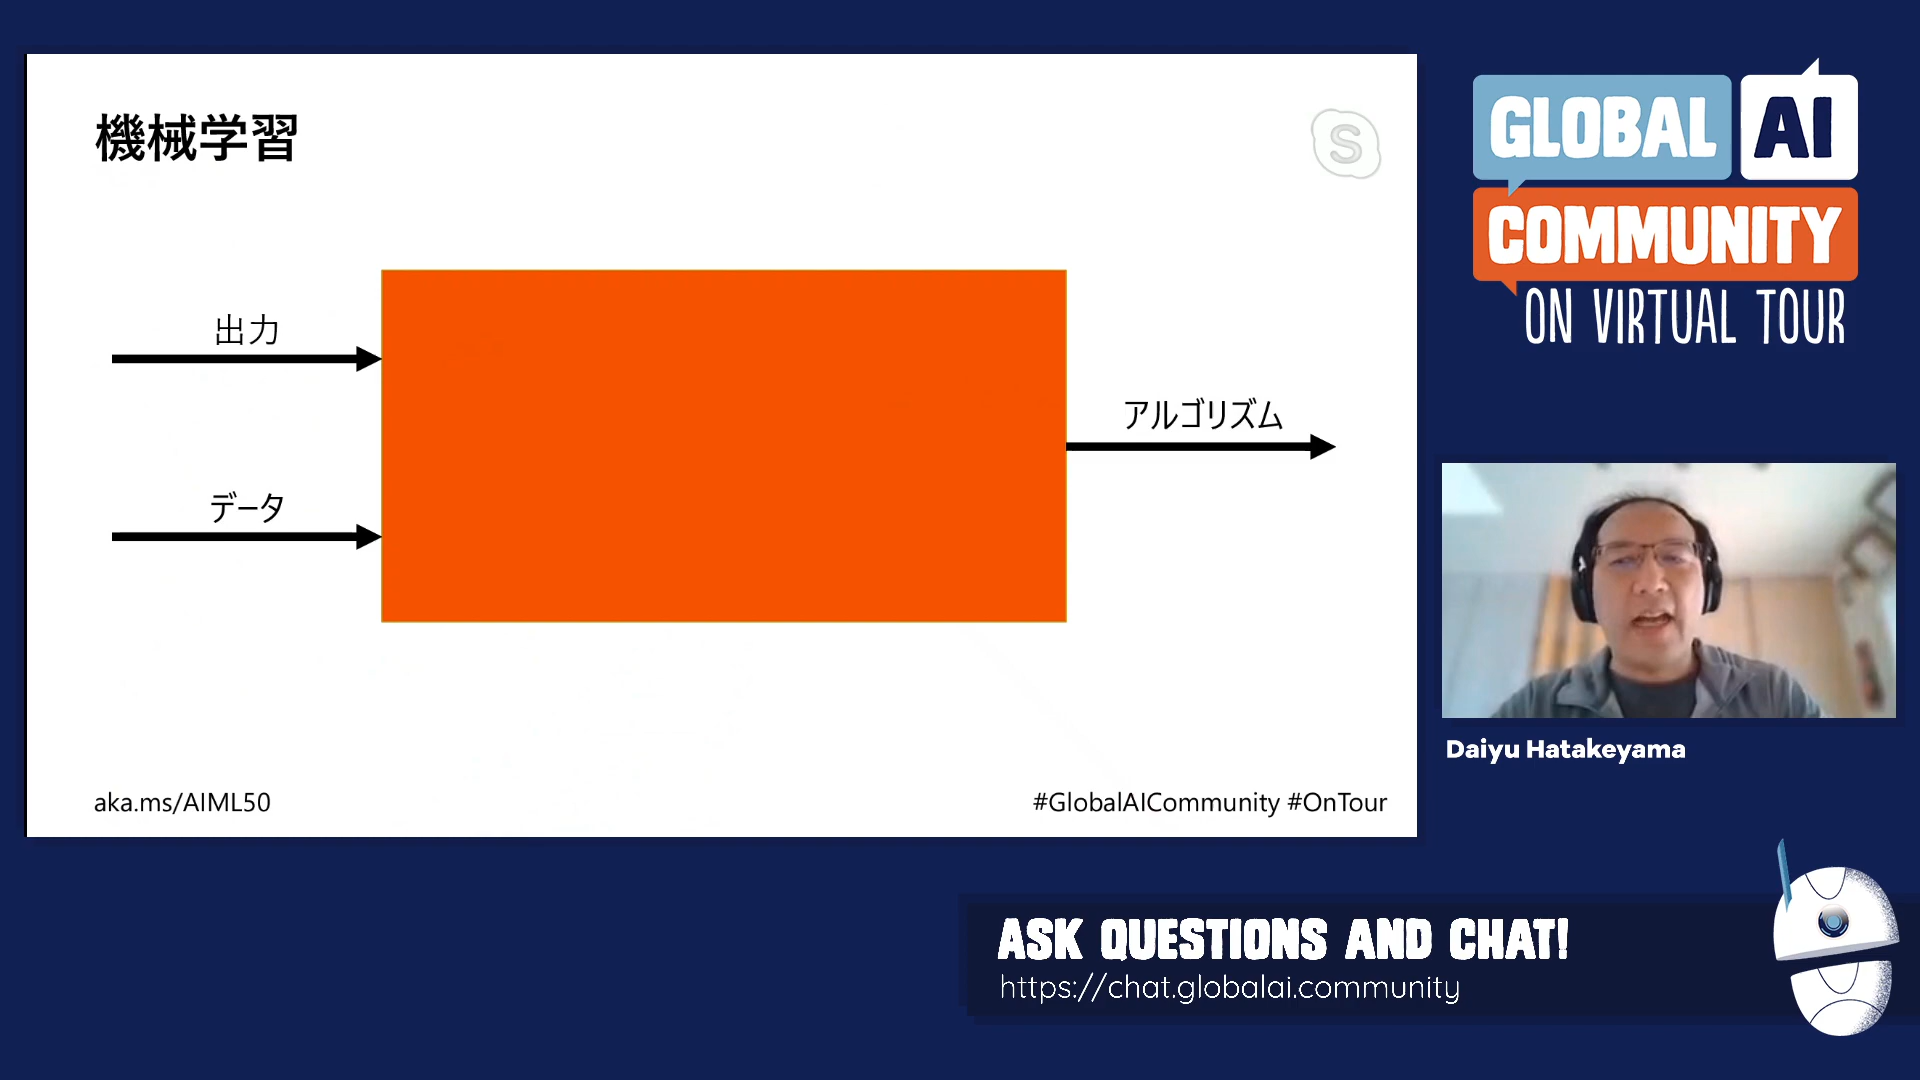 機械学習
S
出力
データ
アルゴリズム
aka.ms/AIML50
#GlobalAICommunity #OnTour
GLOBAL AI
COMMUNITY
ON VIRTUAL TOUR
Daiyu Hatakeyama
ASK QUESTIONS AND CHAT!
https://chat.globalai.community